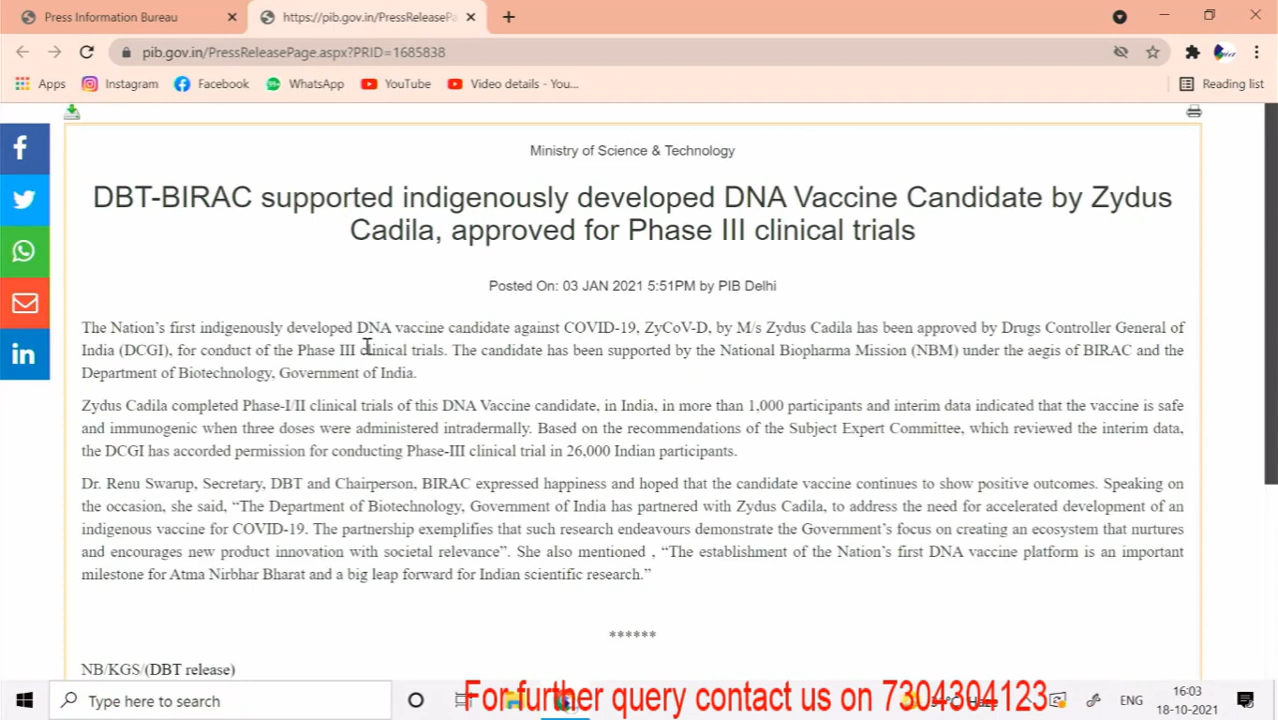 Press Information Bureau
https://pib.gov.in/PressReleasePa
pib.gov.in/PressReleasePage.aspx?PRID=1685838
Apps Instagram Facebook WhatsApp YouTube Video details - You... Reading list
Ministry of Science & Technology
DBT-BIRAC supported indigenously developed DNA Vaccine Candidate by Zydus
Cadila, approved for Phase III clinical trials
Posted On: 03 JAN 2021 5:51PM by PIB Delhi
The Nation’s first indigenously developed DNA vaccine candidate against COVID-19, ZyCoV-D, by M/s Zydus Cadila has been approved by Drugs Controller General of
India (DCGI), for conduct of the Phase III clinical trials. The candidate has been supported by the National Biopharma Mission (NBM) under the aegis of BIRAC and the
Department of Biotechnology, Government of India.
Zydus Cadila completed Phase-I/II clinical trials of this DNA Vaccine candidate, in India, in more than 1,000 participants and interim data indicated that the vaccine is safe
and immunogenic when three doses were administered intradermally. Based on the recommendations of the Subject Expert Committee, which reviewed the interim data,
the DCGI has accorded permission for conducting Phase-III clinical trial in 26,000 Indian participants.
Dr. Renu Swarup, Secretary, DBT and Chairperson, BIRAC expressed happiness and hoped that the candidate vaccine continues to show positive outcomes. Speaking on
the occasion, she said, “The Department of Biotechnology, Government of India has partnered with Zydus Cadila, to address the need for accelerated development of an
indigenous vaccine for COVID-19. The partnership exemplifies that such research endeavours demonstrate the Government’s focus on creating an ecosystem that nurtures
and encourages new product innovation with societal relevance”. She also mentioned , “The establishment of the Nation’s first DNA vaccine platform is an important
milestone for Atma Nirbhar Bharat and a big leap forward for Indian scientific research.”
******
NB/KGS/(DBT release)
For further query contact us on 7304304123
Type here to search
Haze
ENG
16:03
18-10-2021